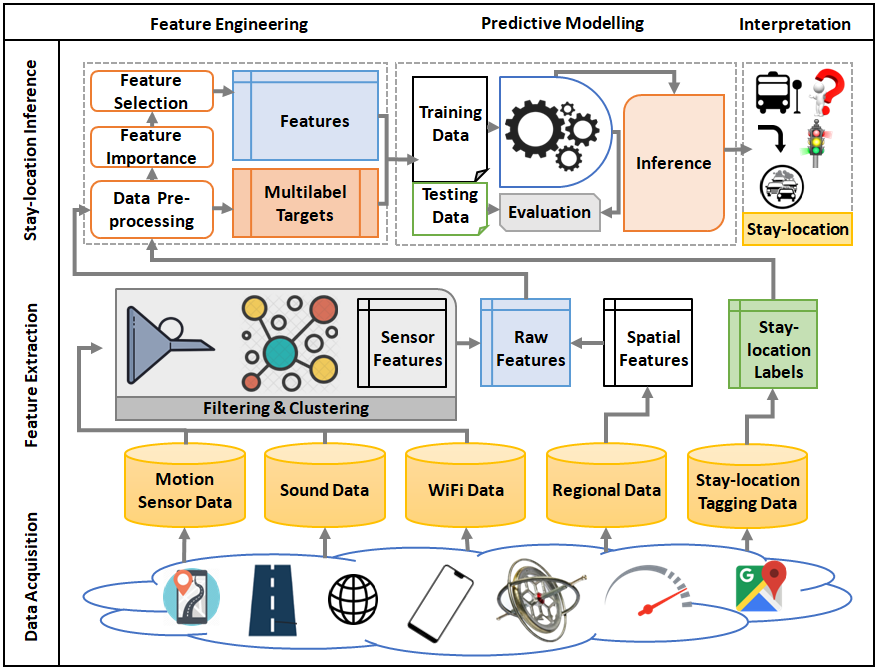 Feature Engineering
Predictive Modelling
Interpretation
Stay-location Inference
Feature
Selection
Feature
Importance
Data Pre-
processing
Features
Multilabel
Targets
Training
Data
Testing
Data
Evaluation
Inference
Stay-location
Feature Extraction
Sensor
Features
Filtering & Clustering
Raw
Features
Spatial
Features
Stay-
location
Labels
Data Acquisition
Motion
Sensor Data
Sound Data
WiFi Data
Regional Data
Stay-location
Tagging Data
G